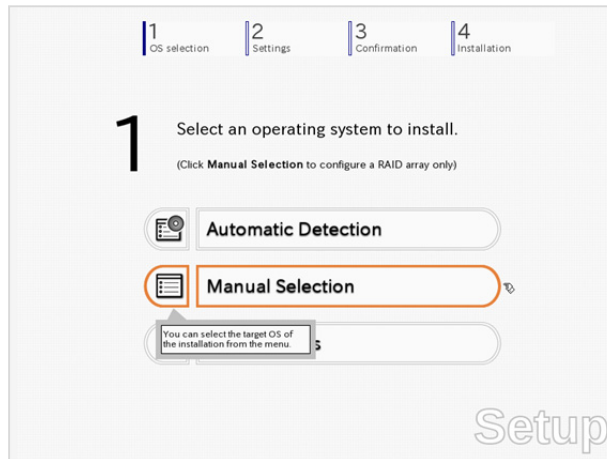 1 2 3 4
OS selection Settings Confirmation Installation
1 Select an operating system to install.
(Click Manual Selection to configure a RAID array only)
Automatic Detection
Manual Selection
You can select the target OS of
the installation from the menu.
Setup